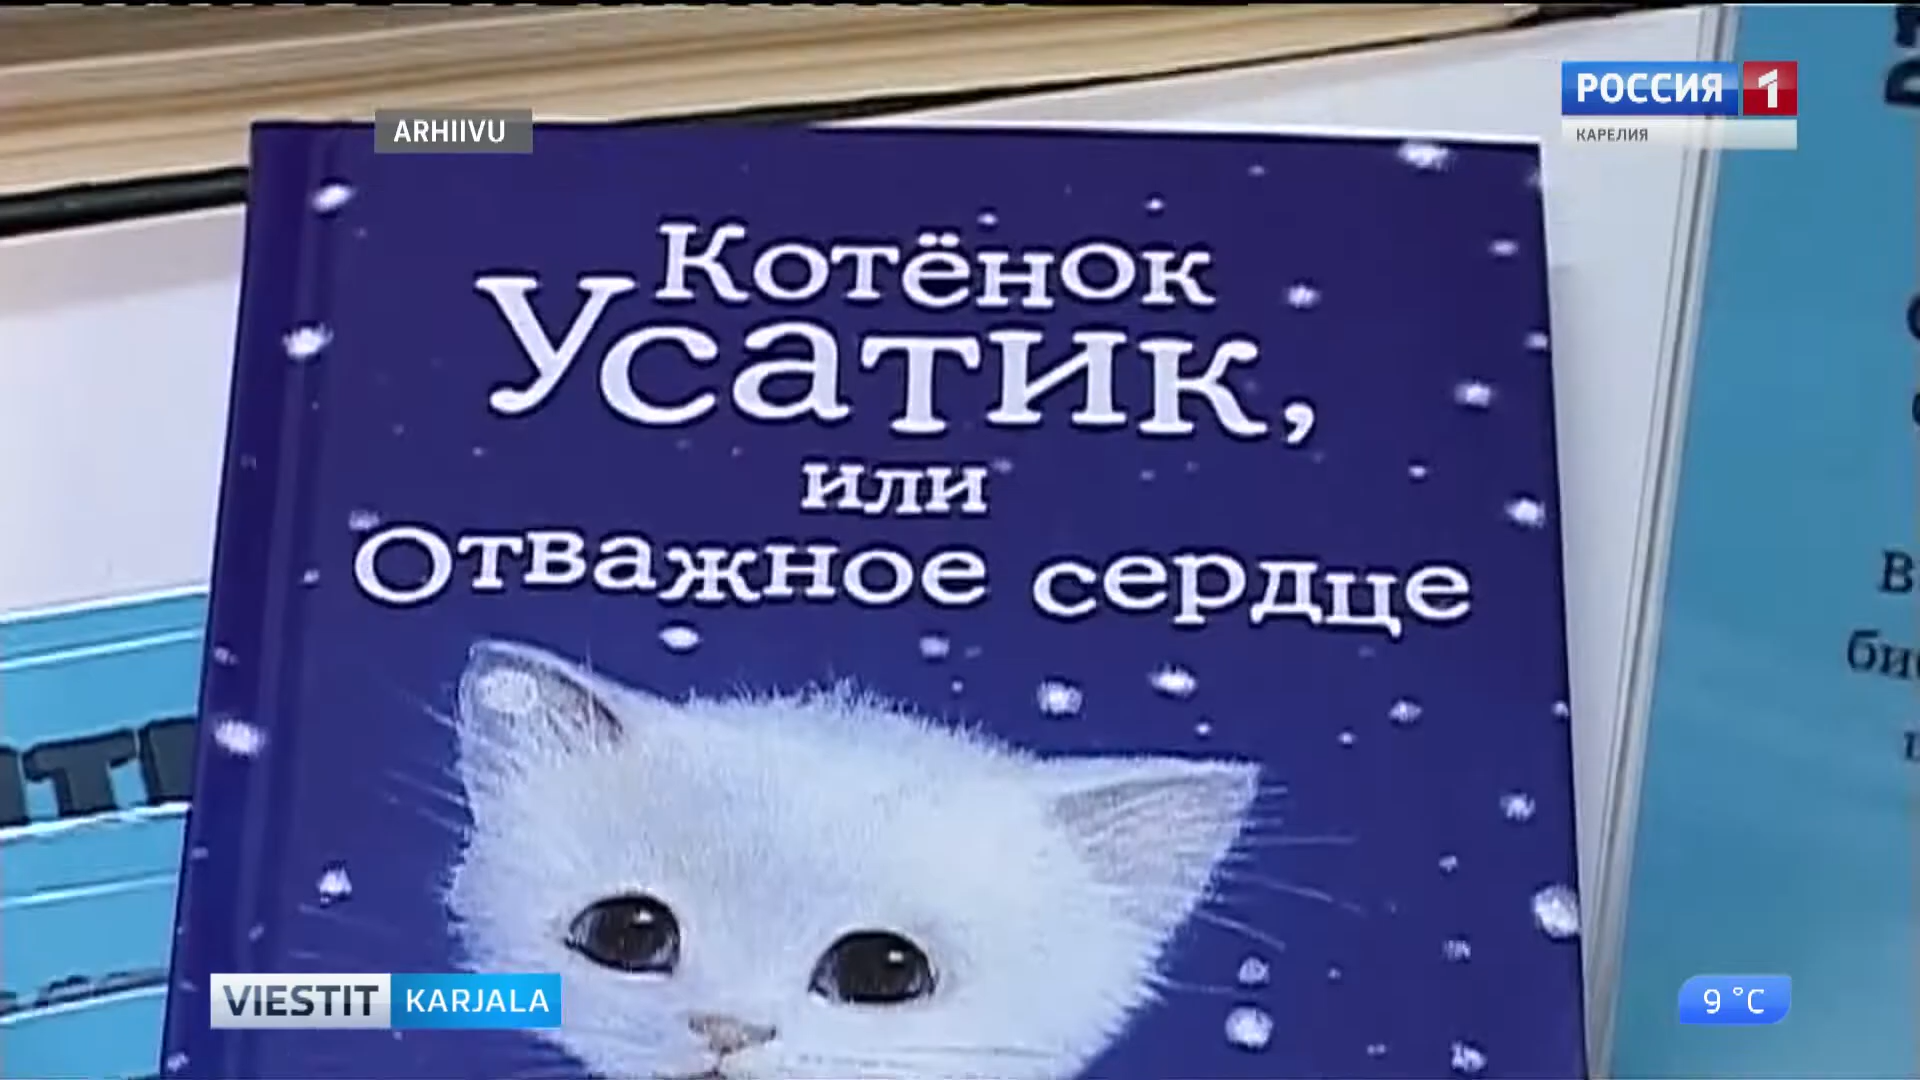 ARHIIVU
РОССИЯ 1
КАРЕЛИЯ
Котёнок
Усатик,
или
Отважное сердце
VIESTIT KARJALA
9 °C